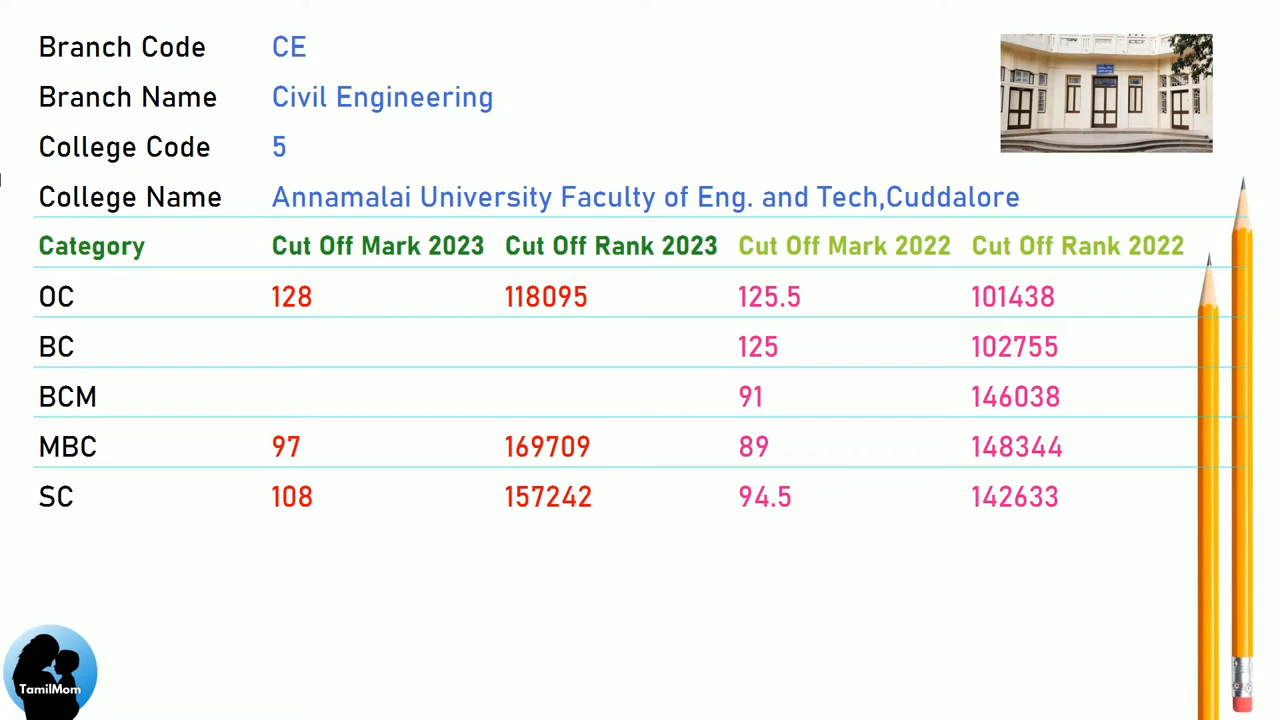 Branch Code CE
Branch Name Civil Engineering
College Code 5
College Name Annamalai University Faculty of Eng. and Tech,Cuddalore
Category Cut Off Mark 2023 Cut Off Rank 2023 Cut Off Mark 2022 Cut Off Rank 2022
OC 128 118095 125.5 101438
BC 125 102755
BCM 91 146038
MBC 97 169709 89 148344
SC 108 157242 94.5 142633
TamilMom